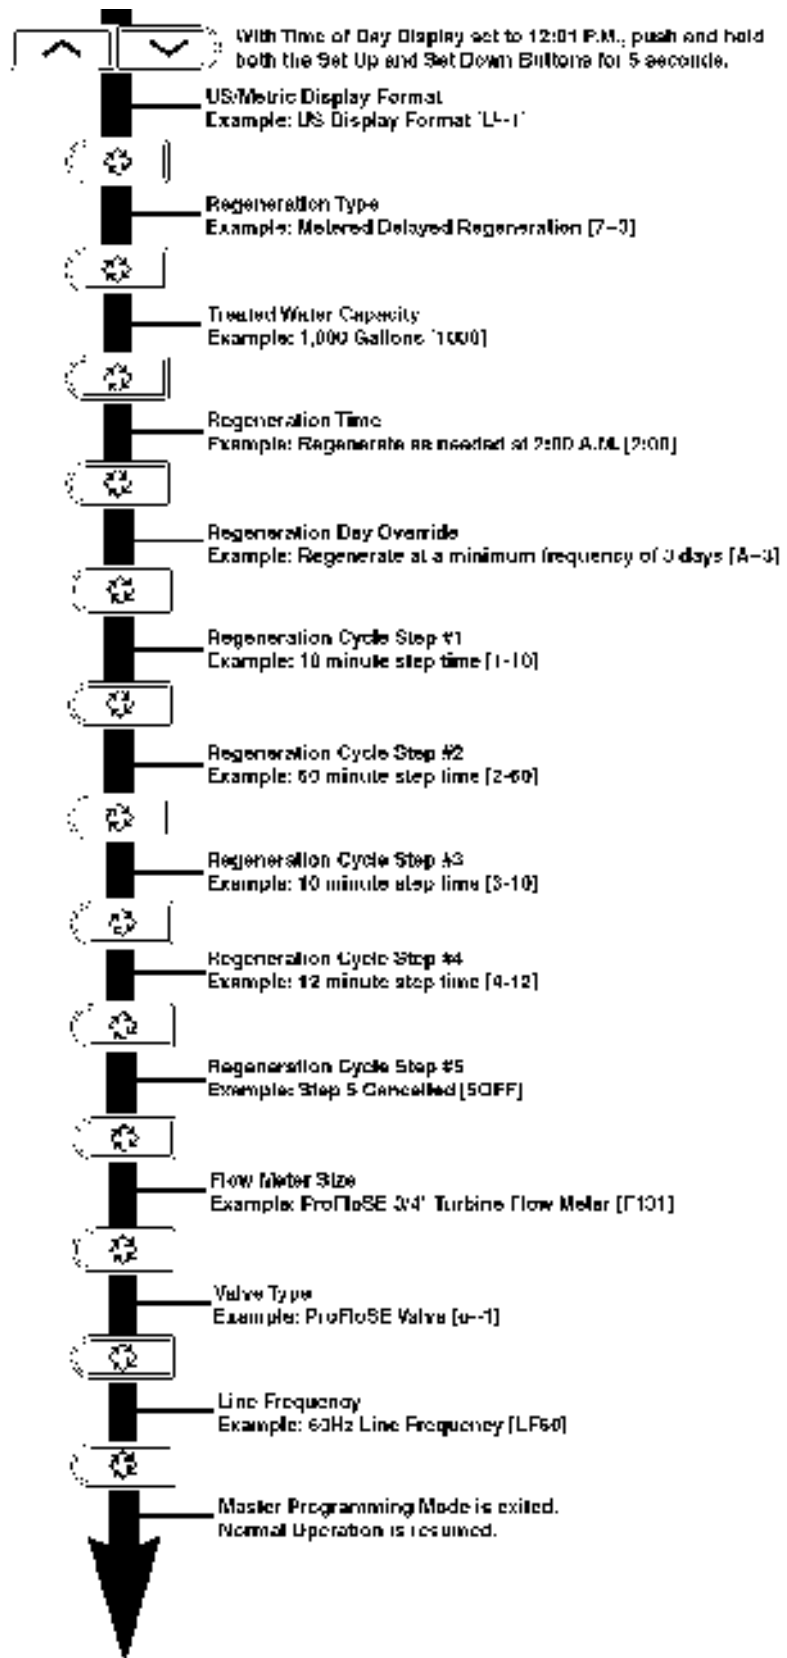 With Time of Day Display set to 12:01 P.M., push and hold
both the Set Up and Set Down Buttons for 5 seconds.
US/Metric Display Format
Example: US Display Format [U--1]
Regeneration Type
Example: Metered Delayed Regeneration [7--3]
Treated Water Capacity
Example: 1,000 Gallons [1000]
Regeneration Time
Example: Regenerate as needed at 2:00 A.M. [2:00]
Regeneration Day Override
Example: Regenerate at a minimum frequency of 3 days [A--3]
Regeneration Cycle Step #1
Example: 10 minute step time [1-10]
Regeneration Cycle Step #2
Example: 60 minute step time [2-60]
Regeneration Cycle Step #3
Example: 10 minute step time [3-10]
Regeneration Cycle Step #4
Example: 12 minute step time [4-12]
Regeneration Cycle Step #5
Example: Step 5 Cancelled [5OFF]
Flow Meter Size
Example: ProFloSE 3/4" Turbine Flow Meter [F131]
Valve Type
Example: ProFloSE Valve [o--1]
Line Frequency
Example: 60Hz Line Frequency [LF60]
Master Programming Mode is exited.
Normal Operation is resumed.